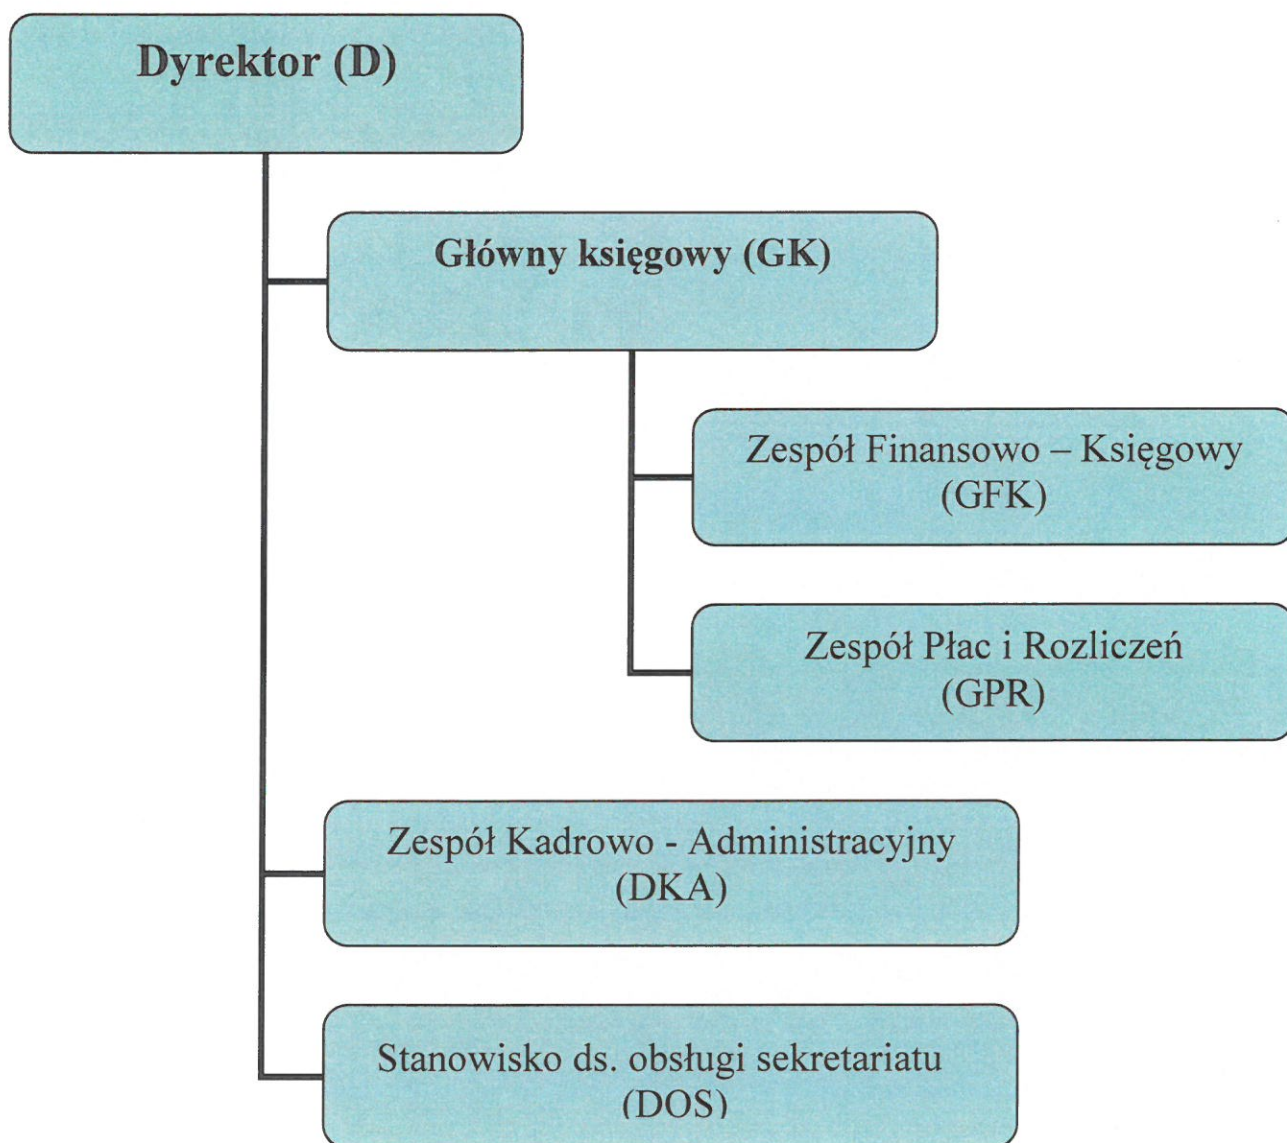 Dyrektor (D)
Główny księgowy (GK)
Zespół Finansowo – Księgowy
(GFK)
Zespół Płac i Rozliczeń
(GPR)
Zespół Kadrowo - Administracyjny
(DKA)
Stanowisko ds. obsługi sekretariatu
(DOS)